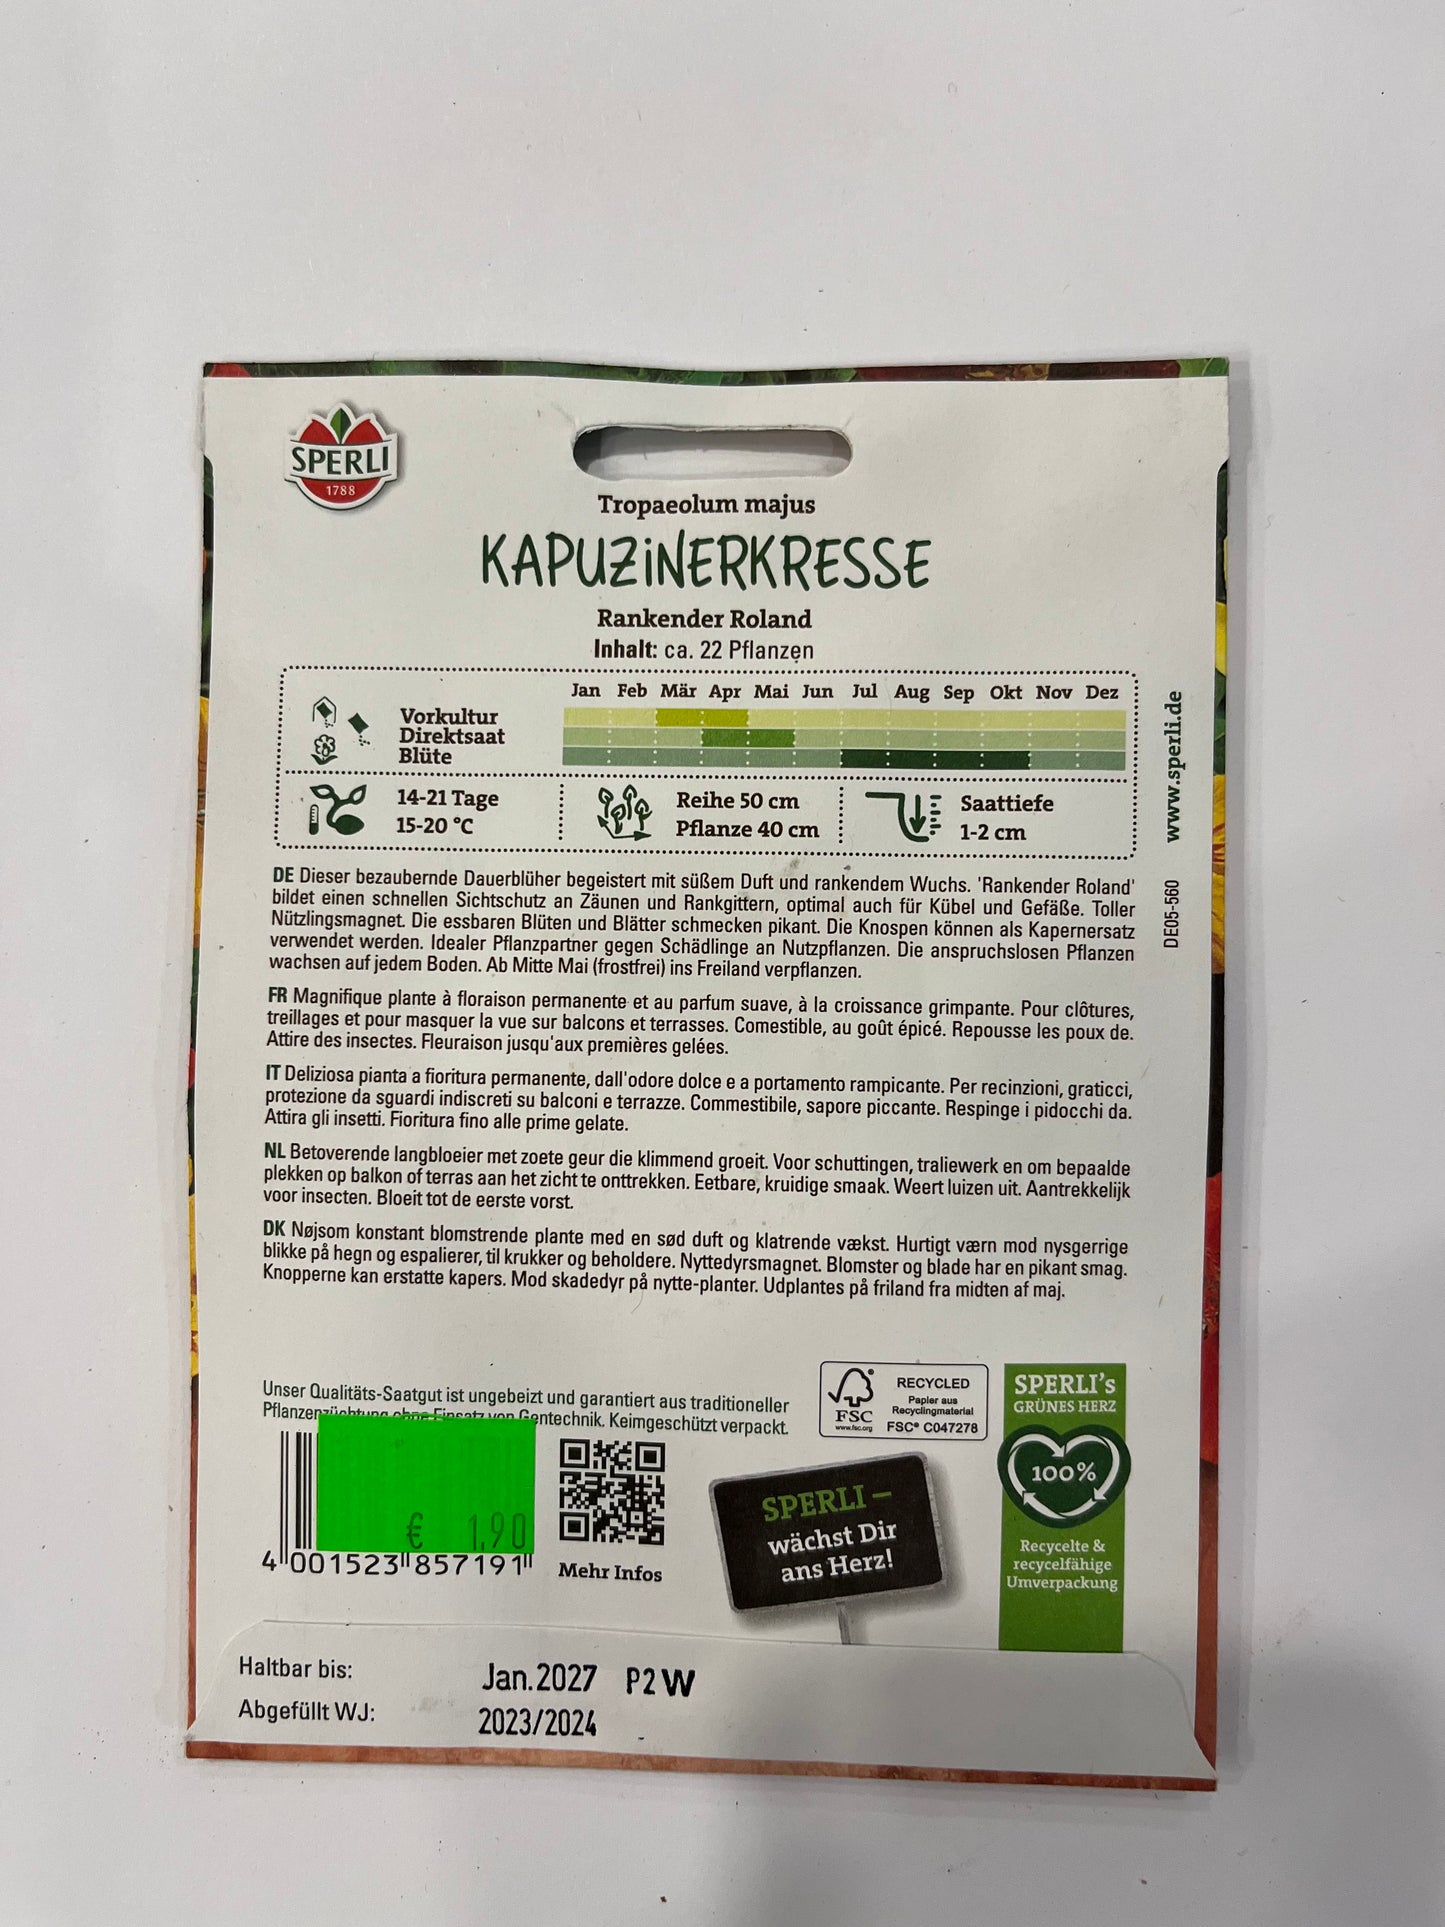 SPERLI
1788
Tropaeolum majus
KAPUZiNERKRESSE
Rankender Roland
Inhalt: ca. 22 Pflanzen
Jan Feb Mär Apr Mai Jun Jul Aug Sep Okt Nov Dez
Vorkultur
Direktsaat
Blüte
14-21 Tage
15-20 °C
Reihe 50 cm
Pflanze 40 cm
Saattiefe
1-2 cm
www.sperli.de
DE05-560
DE Dieser bezaubernde Dauerblüher begeistert mit süßem Duft und rankendem Wuchs. 'Rankender Roland'
bildet einen schnellen Sichtschutz an Zäunen und Rankgittern, optimal auch für Kübel und Gefäße. Toller
Nützlingsmagnet. Die essbaren Blüten und Blätter schmecken pikant. Die Knospen können als Kapernersatz
verwendet werden. Idealer Pflanzpartner gegen Schädlinge an Nutzpflanzen. Die anspruchslosen Pflanzen
wachsen auf jedem Boden. Ab Mitte Mai (frostfrei) ins Freiland verpflanzen.
FR Magnifique plante à floraison permanente et au parfum suave, à la croissance grimpante. Pour clôtures,
treillages et pour masquer la vue sur balcons et terrasses. Comestible, au goût épicé. Repousse les poux de.
Attire des insectes. Fleuraison jusqu'aux premières gelées.
IT Deliziosa pianta a fioritura permanente, dall'odore dolce e a portamento rampicante. Per recinzioni, graticci,
protezione da sguardi indiscreti su balconi e terrazze. Commestibile, sapore piccante. Respinge i pidocchi da.
Attira gli insetti. Fioritura fino alle prime gelate.
NL Betoverende langbloeier met zoete geur die klimmend groeit. Voor schuttingen, traliewerk en om bepaalde
plekken op balkon of terras aan het zicht te onttrekken. Eetbare, kruidige smaak. Weert luizen uit. Aantrekkelijk
voor insecten. Bloeit tot de eerste vorst.
DK Nøjsom konstant blomstrende plante med en sød duft og klatrende vækst. Hurtigt værn mod nysgerrige
blikke på hegn og espalierer, til krukker og beholdere. Nyttedyrsmagnet. Blomster og blade har en pikant smag.
Knopperne kan erstatte kapers. Mod skadedyr på nytte-planter. Udplantes på friland fra midten af maj.
Unser Qualitäts-Saatgut ist ungebeizt und garantiert aus traditioneller
Pflanzenzüchtung ohne Einsatz von Gentechnik. Keimgeschützt verpackt.
€ 1,90
4 001523 857191
Mehr Infos
FSC
www.fsc.org
RECYCLED
Papier aus
Recyclingmaterial
FSC® C047278
SPERLI –
wächst Dir
ans Herz!
SPERLI's
GRÜNES HERZ
100%
Recycelte &
recycelfähige
Umverpackung
Haltbar bis: Jan.2027 P2W
Abgefüllt WJ: 2023/2024